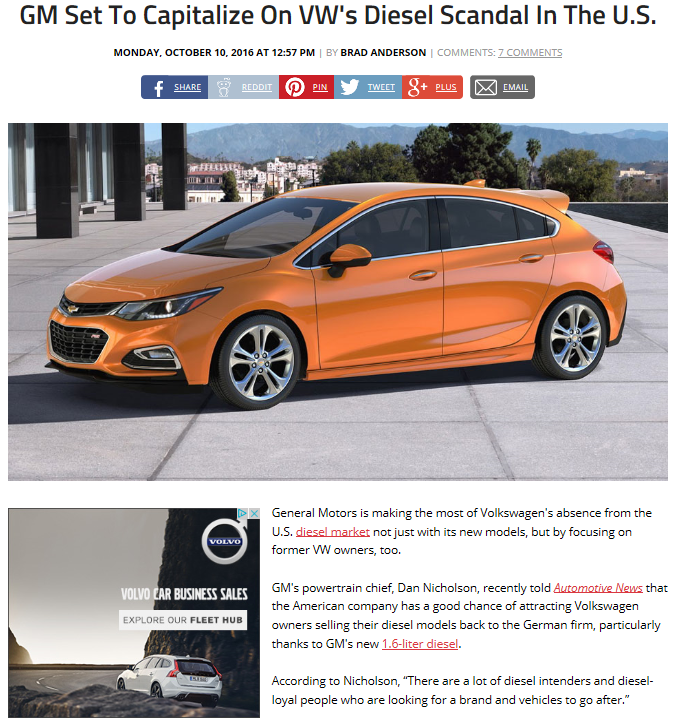 GM Set To Capitalize On VW's Diesel Scandal In The U.S.
MONDAY, OCTOBER 10, 2016 AT 12:57 PM | BY BRAD ANDERSON | COMMENTS: 7 COMMENTS
SHARE REDDIT PIN TWEET PLUS EMAIL
General Motors is making the most of Volkswagen's absence from the
U.S. diesel market not just with its new models, but by focusing on
former VW owners, too.
GM's powertrain chief, Dan Nicholson, recently told Automotive News that
the American company has a good chance of attracting Volkswagen
owners selling their diesel models back to the German firm, particularly
thanks to GM's new 1.6-liter diesel.
According to Nicholson, “There are a lot of diesel intenders and diesel-
loyal people who are looking for a brand and vehicles to go after.”
VOLVO
VOLVO CAR BUSINESS SALES
EXPLORE OUR FLEET HUB